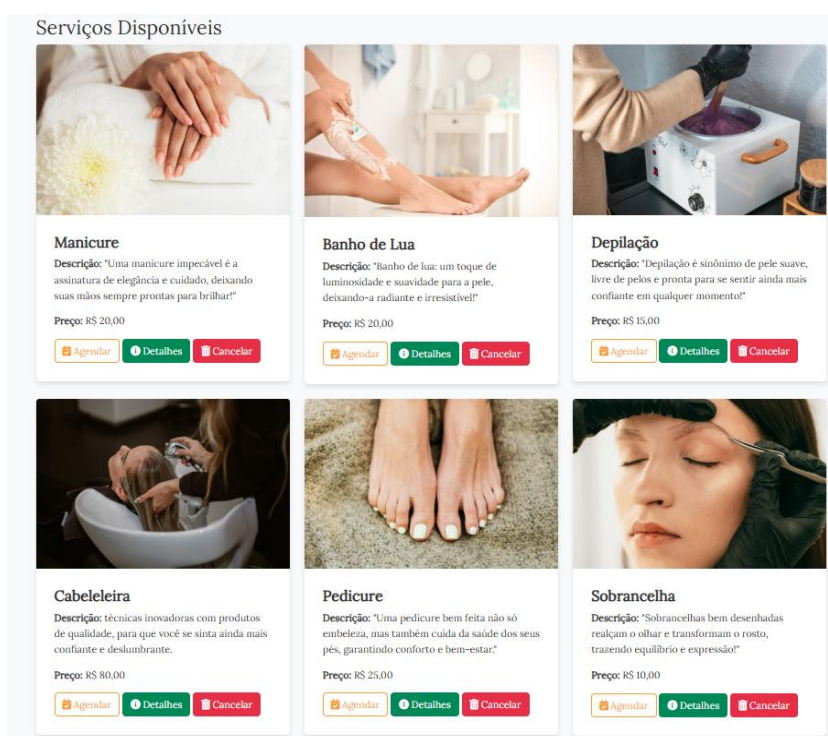 Serviços Disponíveis
Manicure
Descrição: "Uma manicure impecável é a
assinatura de elegância e cuidado, deixando
suas mãos sempre prontas para brilhar!"
Preço: R$ 20,00
Agendar Detalhes Cancelar
Banho de Lua
Descrição: "Banho de lua: um toque de
luminosidade e suavidade para a pele,
deixando-a radiante e irresistível!"
Preço: R$ 20,00
Agendar Detalhes Cancelar
Depilação
Descrição: "Depilação é sinônimo de pele suave,
livre de pelos e pronta para se sentir ainda mais
confiante em qualquer momento!"
Preço: R$ 15,00
Agendar Detalhes Cancelar
Cabeleleira
Descrição: técnicas inovadoras com produtos
de qualidade, para que você se sinta ainda mais
confiante e deslumbrante.
Preço: R$ 80,00
Agendar Detalhes Cancelar
Pedicure
Descrição: "Uma pedicure bem feita não só
embeleza, mas também cuida da saúde dos seus
pés, garantindo conforto e bem-estar."
Preço: R$ 25,00
Agendar Detalhes Cancelar
Sobrancelha
Descrição: "Sobrancelhas bem desenhadas
realçam o olhar e transformam o rosto,
trazendo equilíbrio e expressão!"
Preço: R$ 10,00
Agendar Detalhes Cancelar